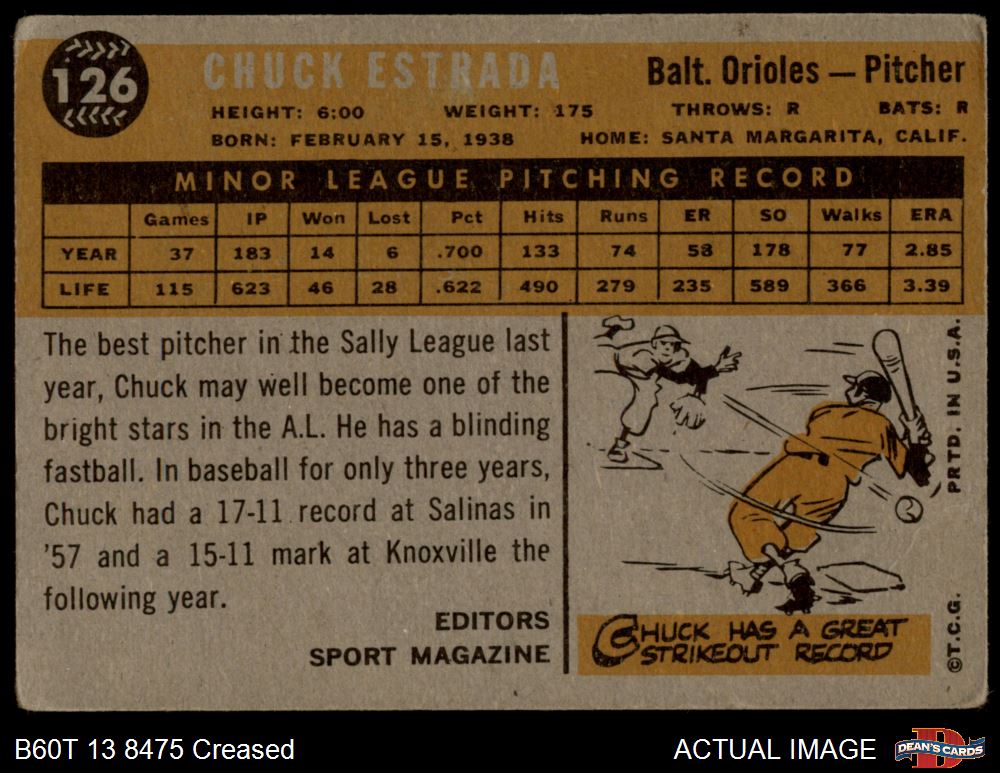 126
CHUCK ESTRADA
Balt. Orioles — Pitcher
HEIGHT: 6:00 WEIGHT: 175 THROWS: R BATS: R
BORN: FEBRUARY 15, 1938 HOME: SANTA MARGARITA, CALIF.
MINOR LEAGUE PITCHING RECORD
Games IP Won Lost Pct Hits Runs ER SO Walks ERA
YEAR 37 183 14 6 .700 133 74 58 178 77 2.85
LIFE 115 623 46 28 .622 490 279 235 589 366 3.39
The best pitcher in the Sally League last
year, Chuck may well become one of the
bright stars in the A.L. He has a blinding
fastball. In baseball for only three years,
Chuck had a 17-11 record at Salinas in
'57 and a 15-11 mark at Knoxville the
following year.
EDITORS
SPORT MAGAZINE
CHUCK HAS A GREAT
STRIKEOUT RECORD
©T.C.G. PRTD. IN U.S.A.
B60T 13 8475 Creased
ACTUAL IMAGE
D
DEAN'S CARDS